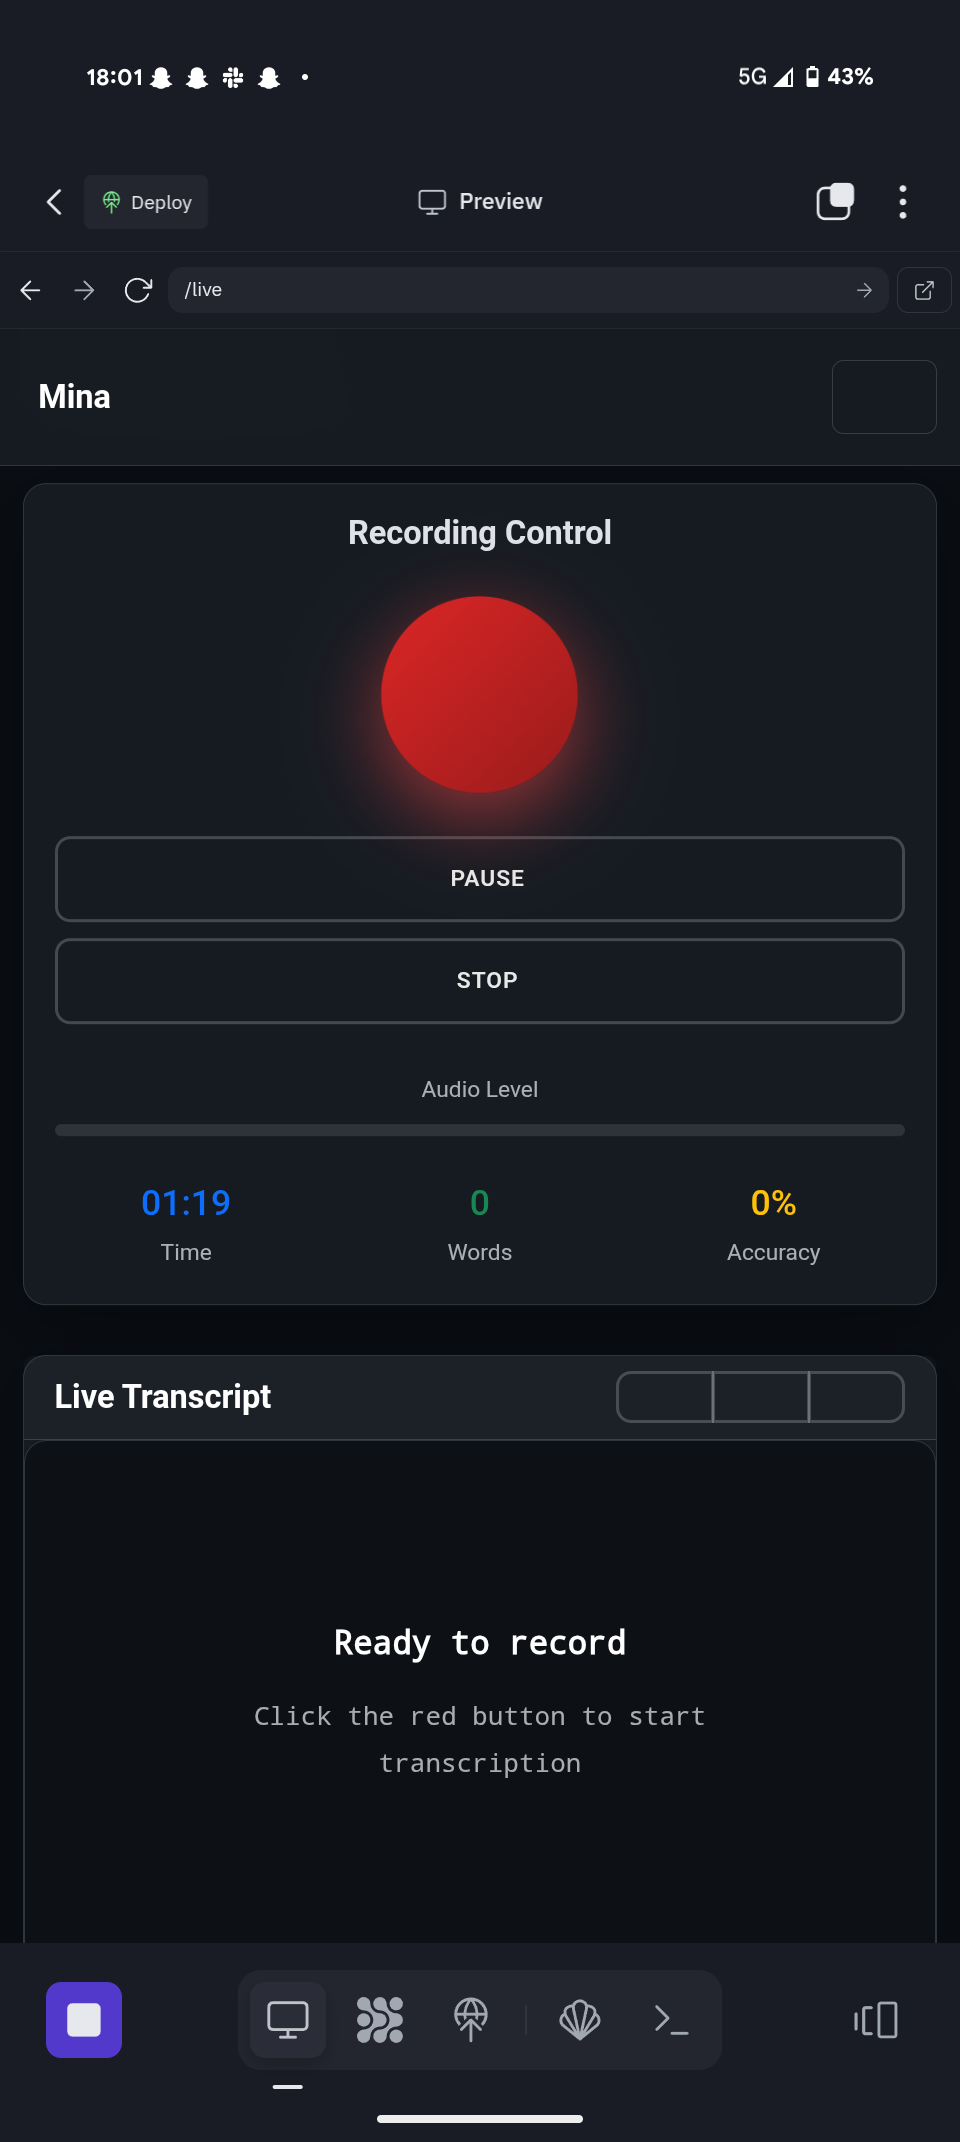 18:01
5G 43%
Deploy
Preview
/live
Mina
Recording Control
PAUSE
STOP
Audio Level
01:19 0 0%
Time Words Accuracy
Live Transcript
Ready to record
Click the red button to start
transcription